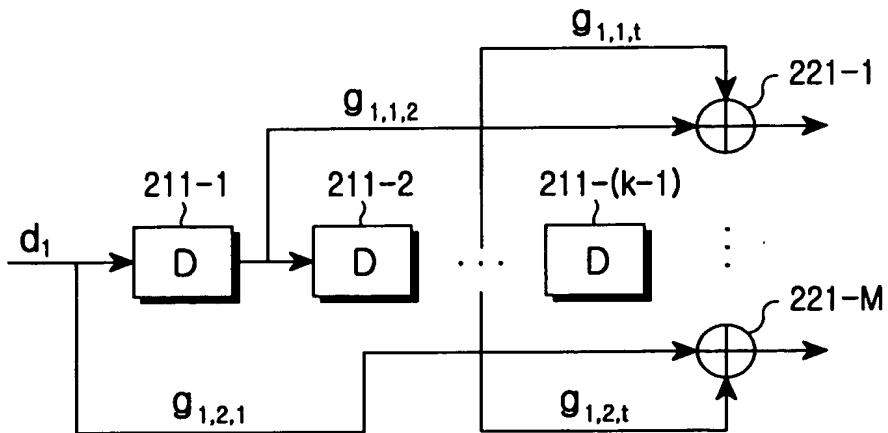 g1,1,t
221-1
g1,1,2
211-1
211-2
211-(k-1)
d1
D
D
...
D
221-M
g1,2,1
g1,2,t